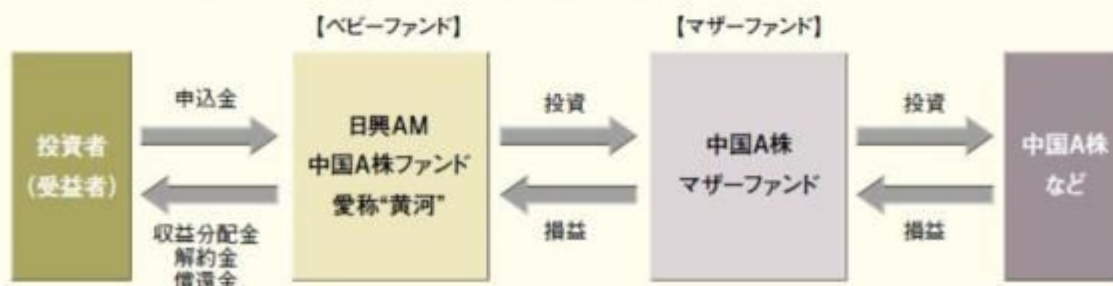 【ベビーファンド】
【マザーファンド】
投資者
（受益者）
申込金
収益分配金
解約金
償還金
日興AM
中国A株ファンド
愛称“黄河”
投資
損益
中国A株
マザーファンド
投資
損益
中国A株
など